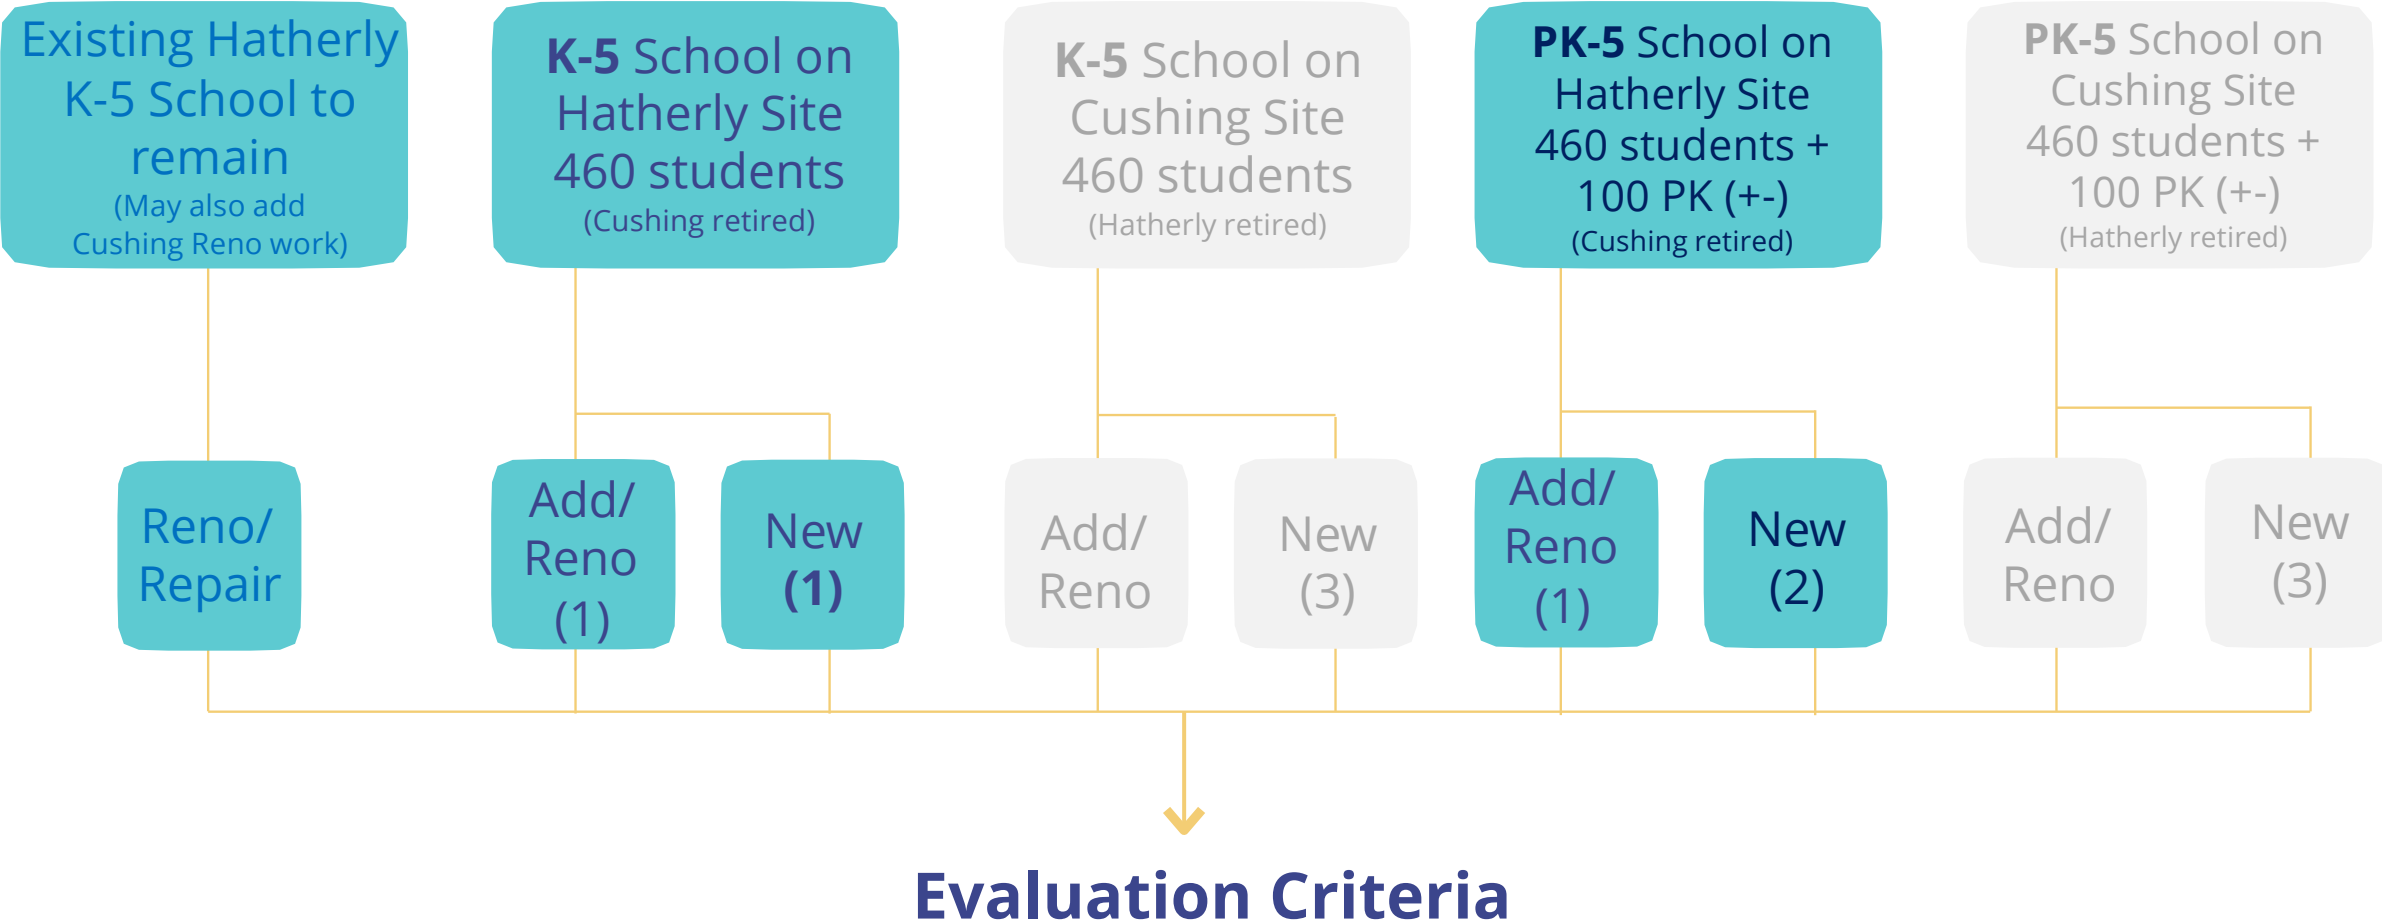 Existing Hatherly
K-5 School to
remain
(May also add
Cushing Reno work)
K-5 School on
Hatherly Site
460 students
(Cushing retired)
K-5 School on
Cushing Site
460 students
(Hatherly retired)
PK-5 School on
Hatherly Site
460 students +
100 PK (+-)
(Cushing retired)
PK-5 School on
Cushing Site
460 students +
100 PK (+-)
(Hatherly retired)
Reno/
Repair
Add/
Reno
(1)
New
(1)
Add/
Reno
New
(3)
Add/
Reno
(1)
New
(2)
Add/
Reno
New
(3)
Evaluation Criteria